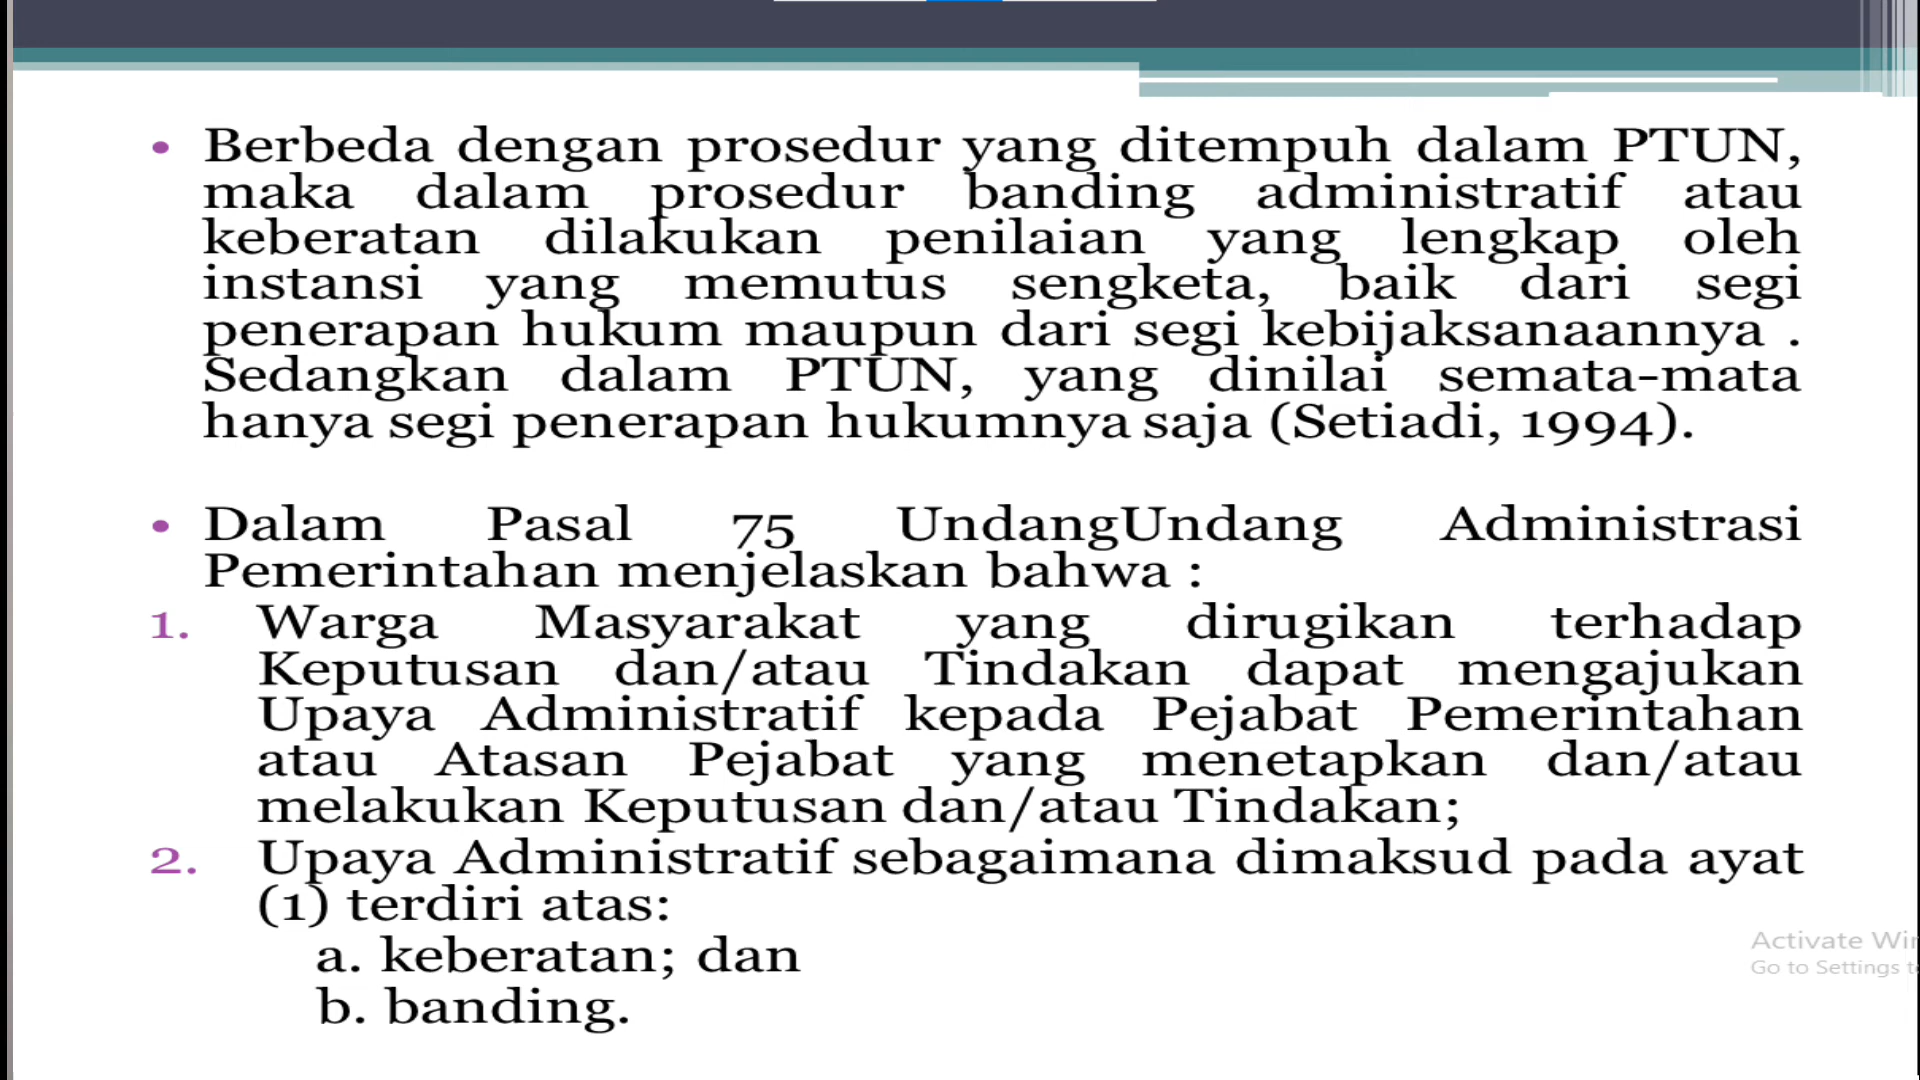 • Berbeda dengan prosedur yang ditempuh dalam PTUN,
maka dalam prosedur banding administratif atau
keberatan dilakukan penilaian yang lengkap oleh
instansi yang memutus sengketa, baik dari segi
penerapan hukum maupun dari segi kebijaksanaannya .
Sedangkan dalam PTUN, yang dinilai semata-mata
hanya segi penerapan hukumnya saja (Setiadi, 1994).
• Dalam Pasal 75 UndangUndang Administrasi
Pemerintahan menjelaskan bahwa :
1. Warga Masyarakat yang dirugikan terhadap
Keputusan dan/atau Tindakan dapat mengajukan
Upaya Administratif kepada Pejabat Pemerintahan
atau Atasan Pejabat yang menetapkan dan/atau
melakukan Keputusan dan/atau Tindakan;
2. Upaya Administratif sebagaimana dimaksud pada ayat
(1) terdiri atas:
a. keberatan; dan
b. banding.
Activate
Go to Settings